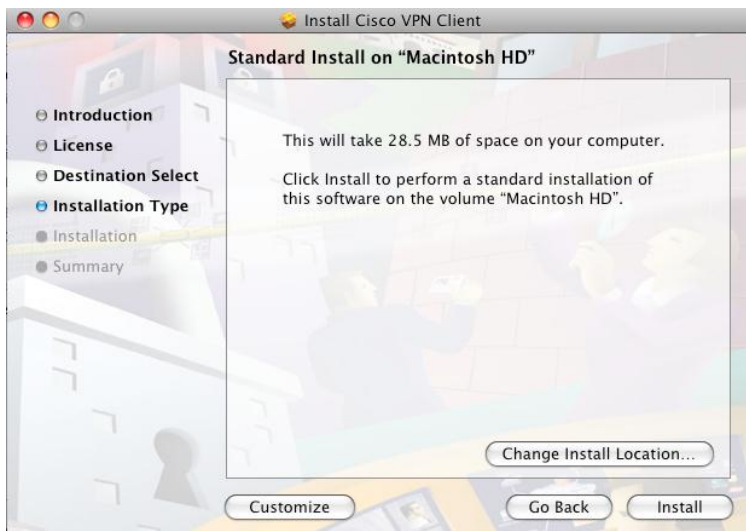 Install Cisco VPN Client
Standard Install on “Macintosh HD”
Introduction
License
Destination Select
Installation Type
Installation
Summary
This will take 28.5 MB of space on your computer.
Click Install to perform a standard installation of
this software on the volume “Macintosh HD”.
Change Install Location...
Customize
Go Back
Install